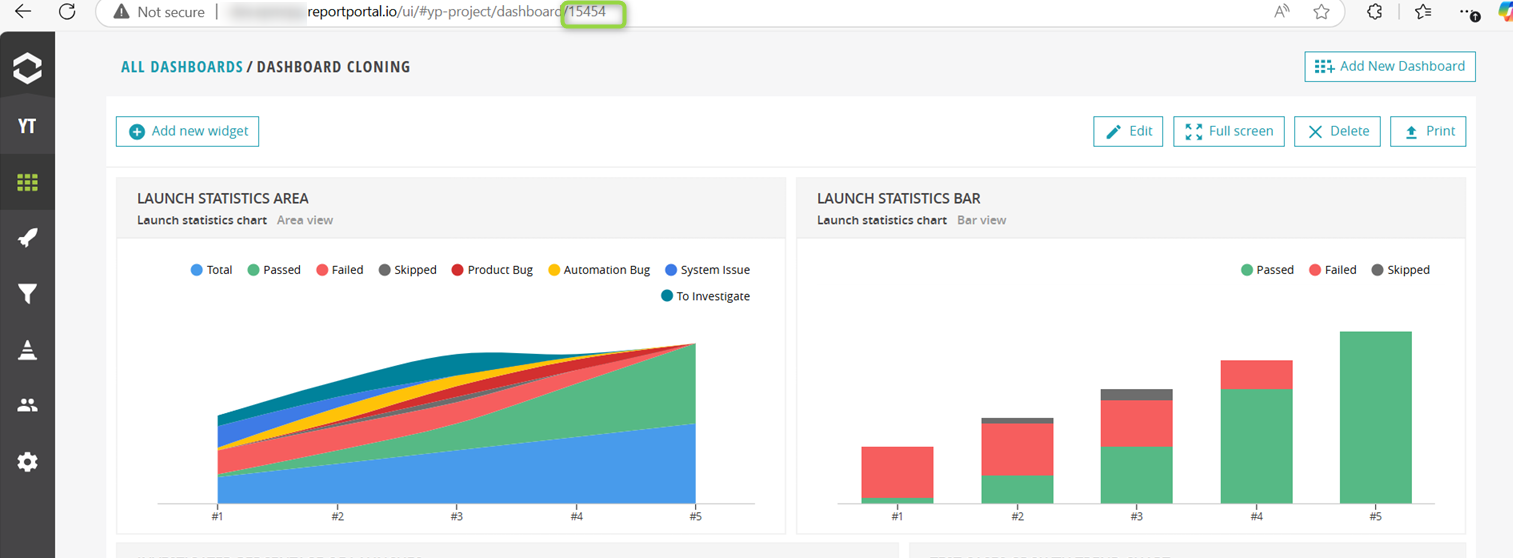 Not secure reportportal.io/ui/#yp-project/dashboard/15454
ALL DASHBOARDS / DASHBOARD CLONING
Add New Dashboard
YT
Add new widget
Edit
Full screen
Delete
Print
LAUNCH STATISTICS AREA
Launch statistics chart Area view
Total Passed Failed Skipped Product Bug Automation Bug System Issue
To Investigate
#1 #2 #3 #4 #5
LAUNCH STATISTICS BAR
Launch statistics chart Bar view
Passed Failed Skipped
#1 #2 #3 #4 #5